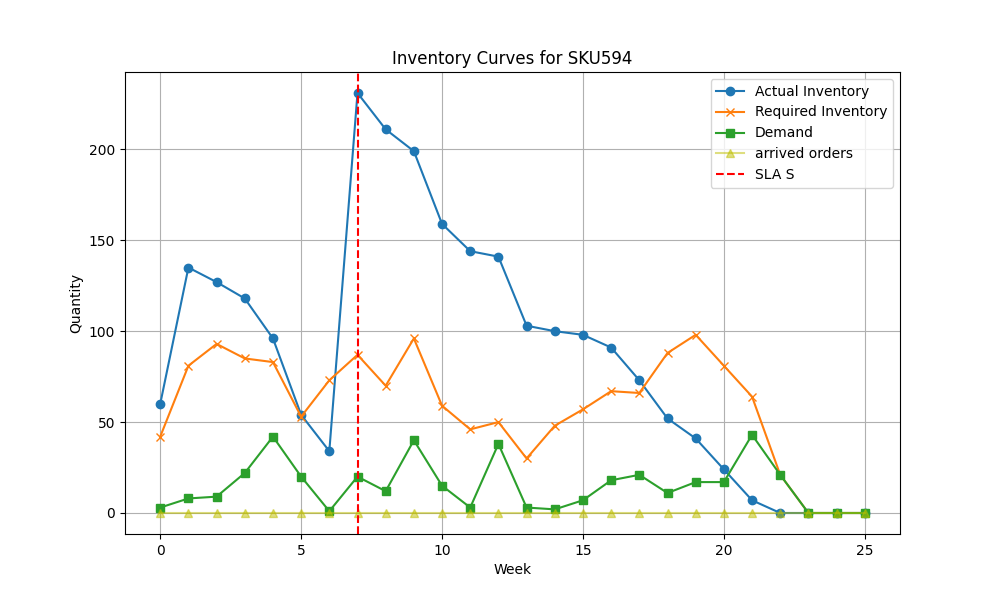 Inventory Curves for SKU594
Actual Inventory
Required Inventory
Demand
arrived orders
SLA S
Quantity
200
150
100
50
0
0 5 10 15 20 25
Week